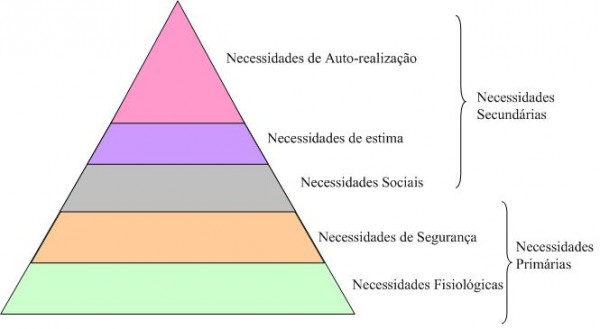 Necessidades de Auto-realização
Necessidades
Secundárias
Necessidades de estima
Necessidades Sociais
Necessidades de Segurança
Necessidades
Primárias
Necessidades Fisiológicas